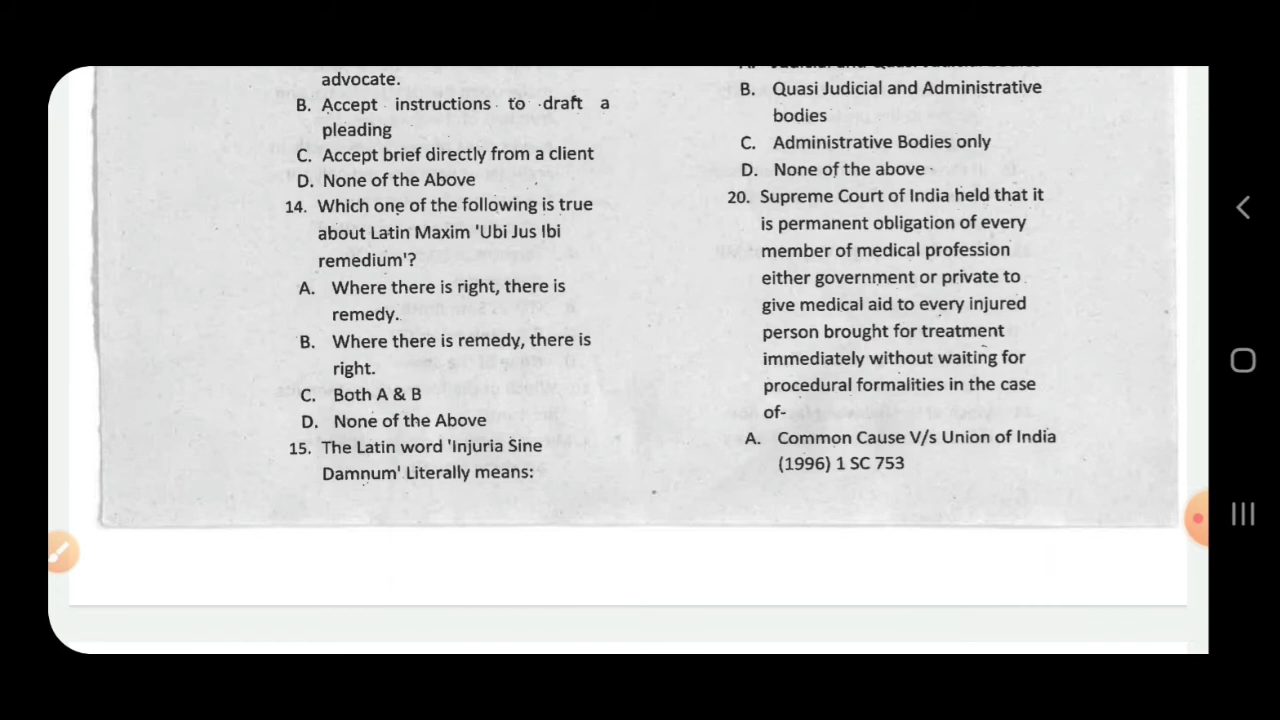 advocate.
B. Accept instructions to draft a
pleading
C. Accept brief directly from a client
D. None of the Above
14. Which one of the following is true
about Latin Maxim 'Ubi Jus Ibi
remedium'?
A. Where there is right, there is
remedy.
B. Where there is remedy, there is
right.
C. Both A & B
D. None of the Above
15. The Latin word 'Injuria Sine
Damnum' Literally means:
B. Quasi Judicial and Administrative
bodies
C. Administrative Bodies only
D. None of the above
20. Supreme Court of India held that it
is permanent obligation of every
member of medical profession
either government or private to
give medical aid to every injured
person brought for treatment
immediately without waiting for
procedural formalities in the case
of-
A. Common Cause V/s Union of India
(1996) 1 SC 753